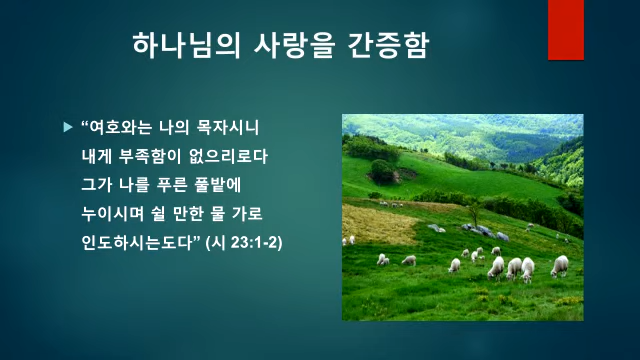 하나님의 사랑을 간증함
“여호와는 나의 목자시니
내게 부족함이 없으리로다
그가 나를 푸른 풀밭에
누이시며 쉴 만한 물 가로
인도하시는도다” (시 23:1-2)